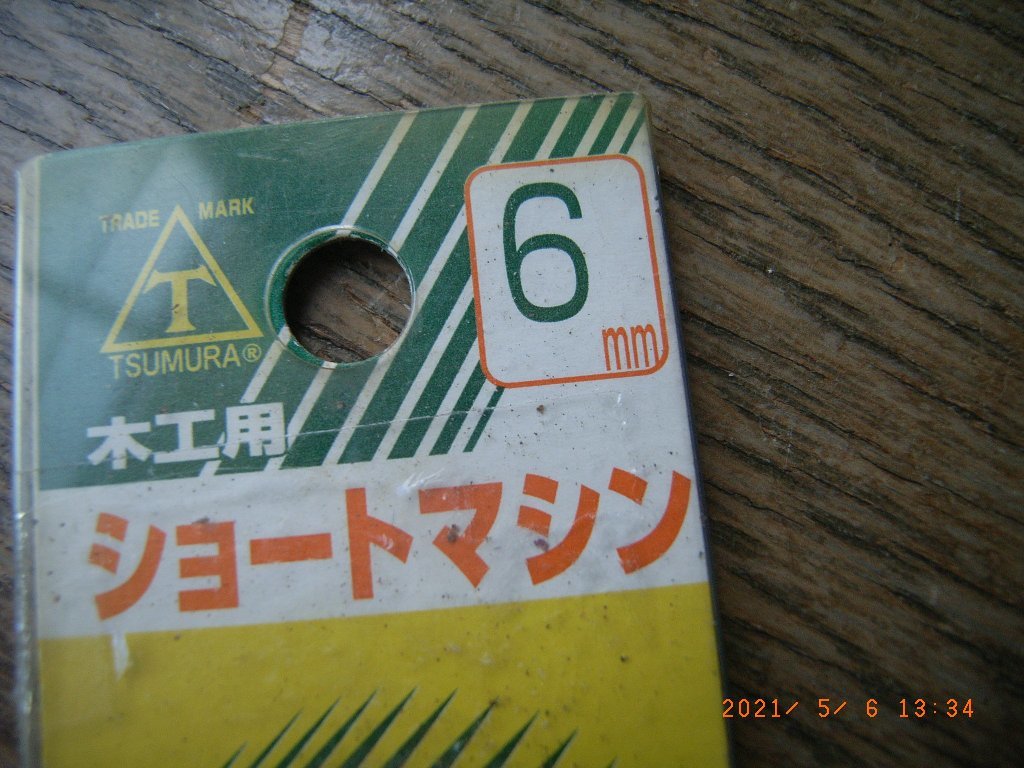 TRADE MARK
T
TSUMURA®
6
mm
木工用
ショートマシン
2021/ 5/ 6 13:34